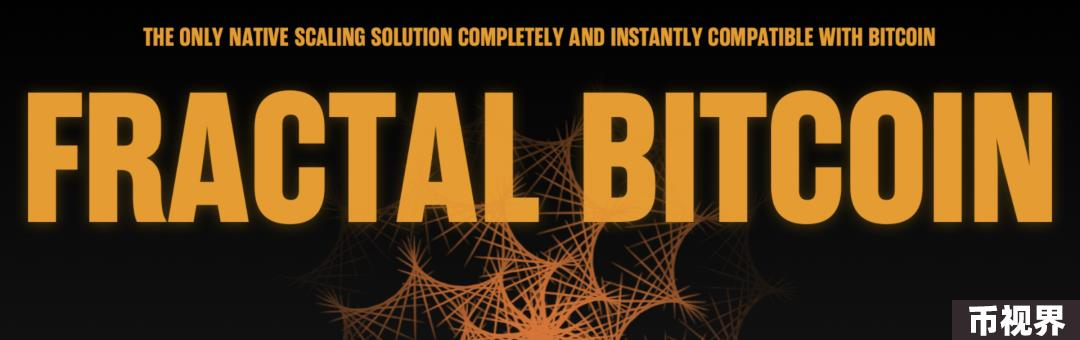 THE ONLY NATIVE SCALING SOLUTION COMPLETELY AND INSTANTLY COMPATIBLE WITH BITCOIN
FRACTAL BITCOIN
币视界